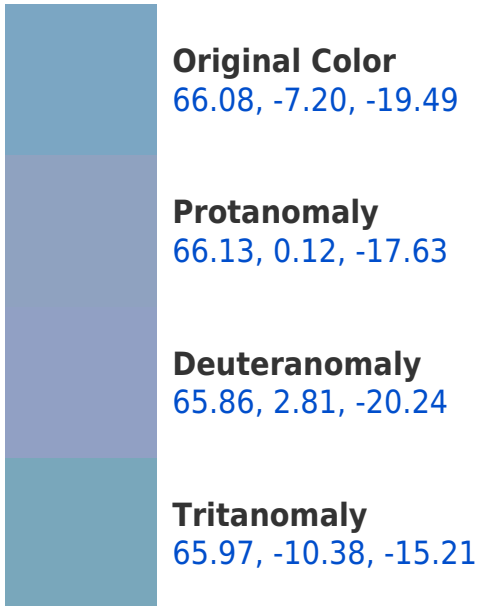 Original Color
66.08, -7.20, -19.49
Protanomaly
66.13, 0.12, -17.63
Deuteranomaly
65.86, 2.81, -20.24
Tritanomaly
65.97, -10.38, -15.21